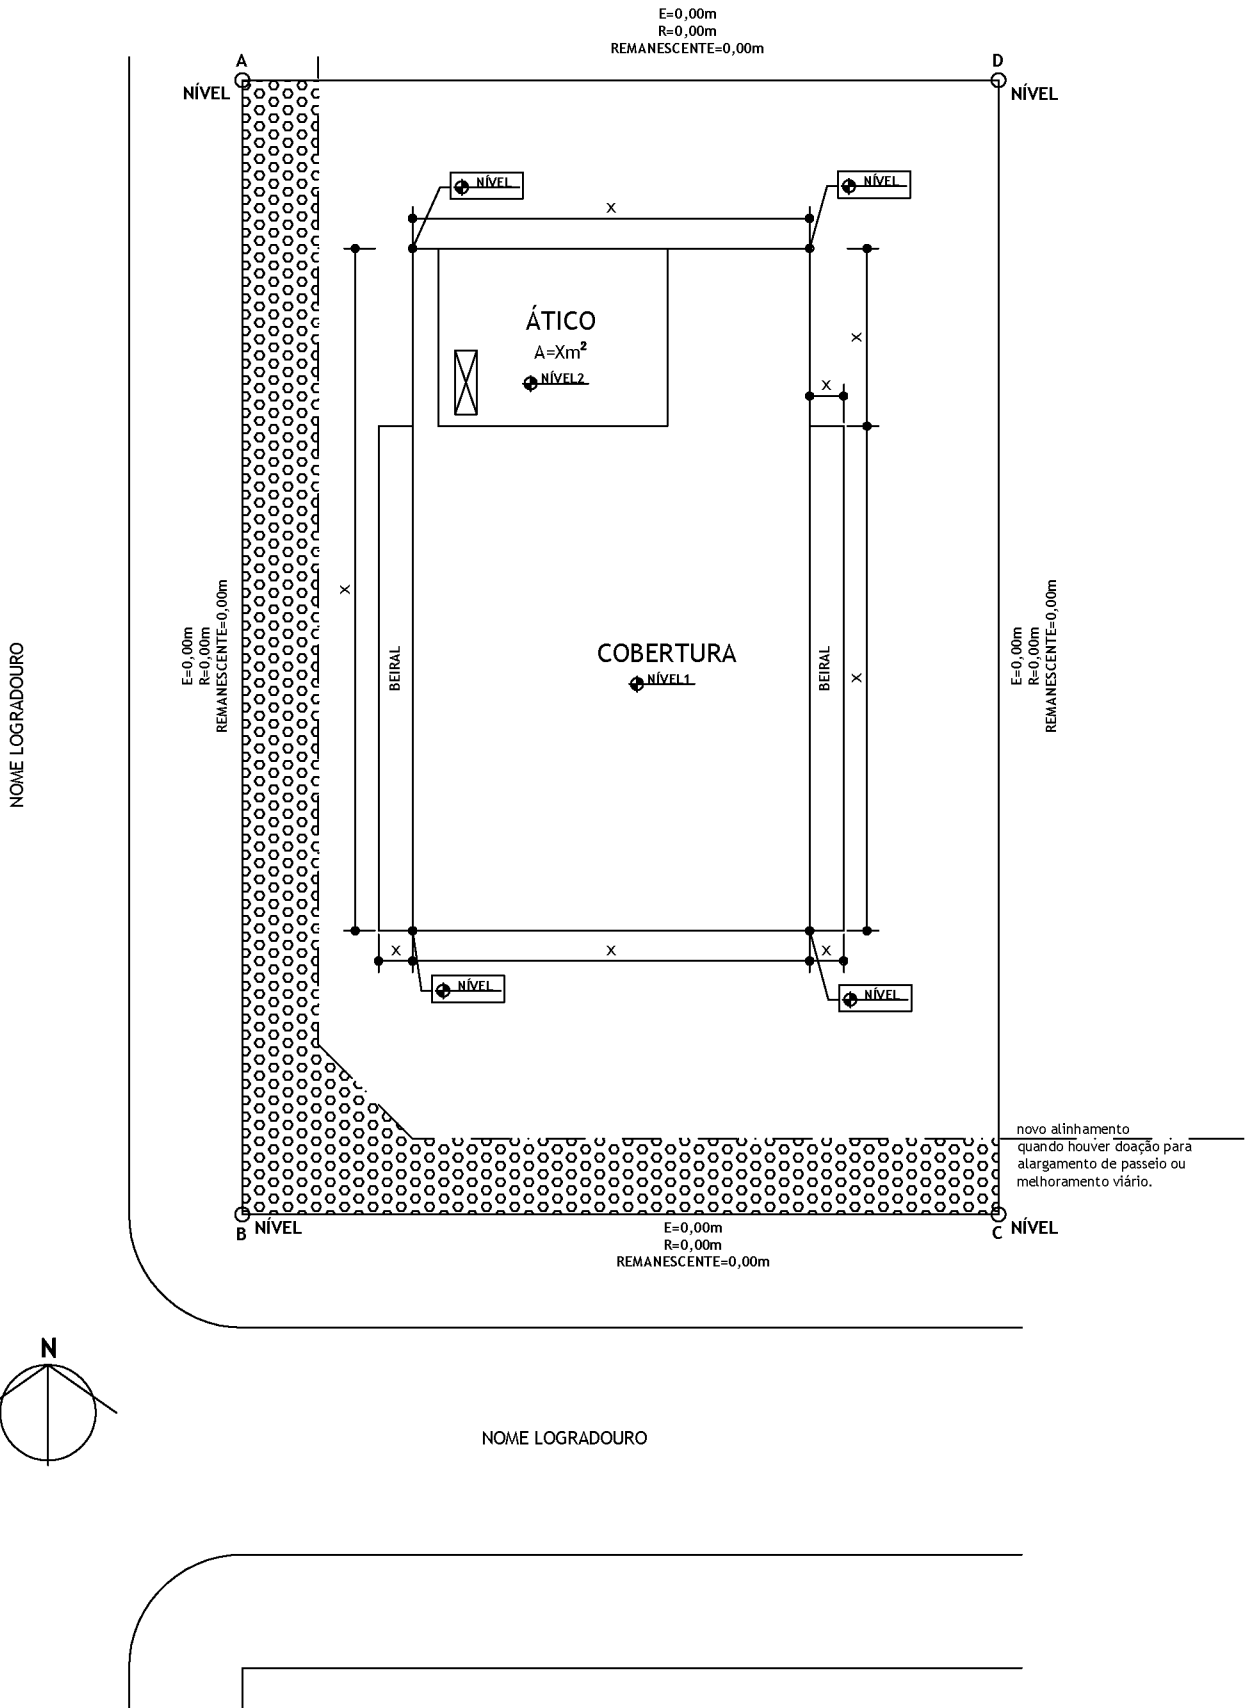 E=0,00m
R=0,00m
REMANESCENTE=0,00m
A
D
NÍVEL
NÍVEL
NÍVEL
NÍVEL
X
ÁTICO
A=Xm²
NÍVEL2
X
X
X
E=0,00m
R=0,00m
REMANESCENTE=0,00m
NOME LOGRADOURO
BEIRAL
COBERTURA
NÍVEL1
BEIRAL
X
E=0,00m
R=0,00m
REMANESCENTE=0,00m
X
X
X
NÍVEL
NÍVEL
novo alinhamento
quando houver doação para
alargamento de passeio ou
melhoramento viário.
B
NÍVEL
E=0,00m
R=0,00m
REMANESCENTE=0,00m
C
NÍVEL
N
NOME LOGRADOURO